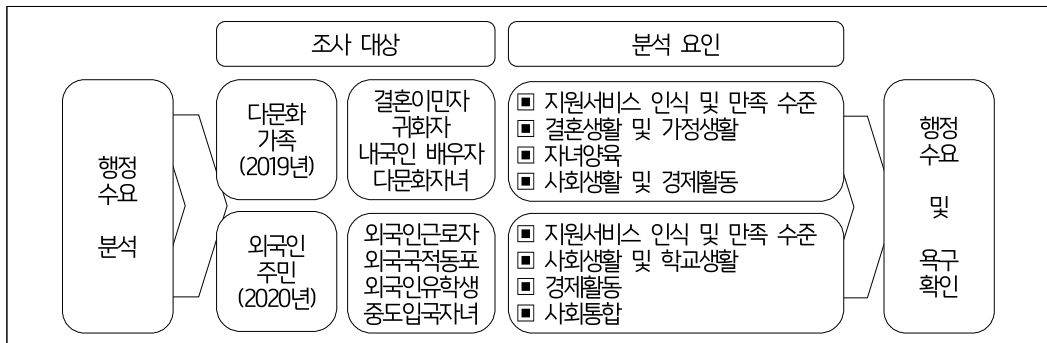 조사 대상
분석 요인
행정
수요
분석
다문화
가족
(2019년)
결혼이민자
귀화자
내국인 배우자
다문화자녀
▣ 지원서비스 인식 및 만족 수준
▣ 결혼생활 및 가정생활
▣ 자녀양육
▣ 사회생활 및 경제활동
외국인
주민
(2020년)
외국인근로자
외국국적동포
외국인유학생
중도입국자녀
▣ 지원서비스 인식 및 만족 수준
▣ 사회생활 및 학교생활
▣ 경제활동
▣ 사회통합
행정
수요
및
욕구
확인